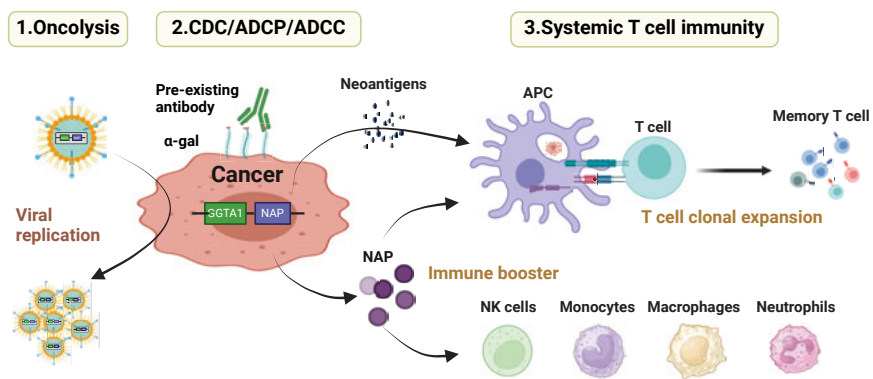 1.Oncolysis
2.CDC/ADCP/ADCC
3.Systemic T cell immunity
Pre-existing
antibody
α-gal
Neoantigens
APC
T cell
Memory T cell
Cancer
GGTA1
NAP
Viral
replication
T cell clonal expansion
NAP
Immune booster
NK cells
Monocytes
Macrophages
Neutrophils